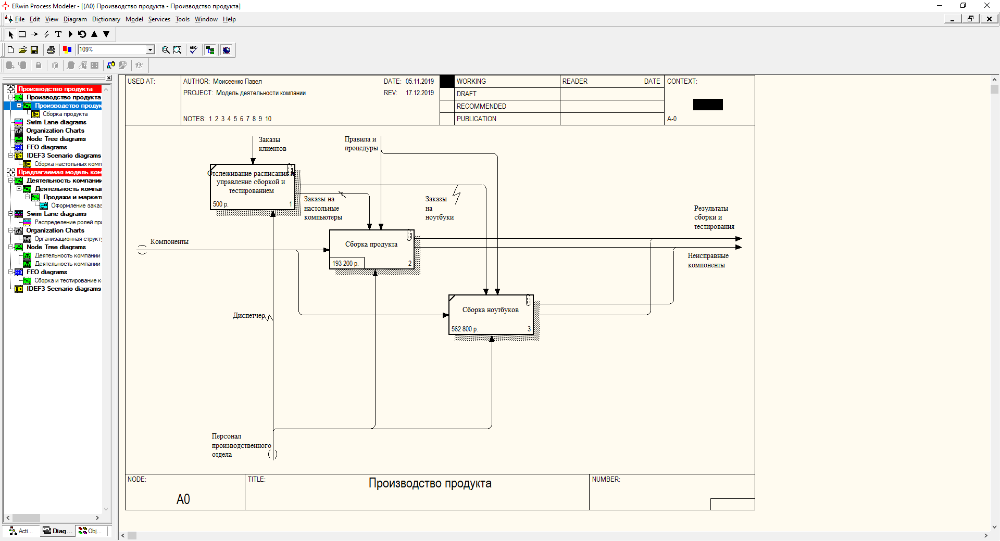 ERwin Process Modeler - [(A0) Производство продукта - Производство продукта]
File Edit View Diagram Dictionary Model Services Tools Window Help
109%
ABC
Производство продукта
Производство продукта
Производство продук
Сборка продукта
Swim Lane diagrams
Organization Charts
Node Tree diagrams
FEO diagrams
IDEF3 Scenario diagrams
Сборка настольных комп
Предлагаемая модель ком
Деятельность компании
Деятельность компа
Продажи и маркет
Оформление заказ
Swim Lane diagrams
Распределение ролей пр
Organization Charts
Организационная структ
Node Tree diagrams
Деятельность компании
Деятельность компании
FEO diagrams
Сборка и тестирование к
IDEF3 Scenario diagrams
Acti... Diag... Obj...
USED AT:
AUTHOR: Моисеенко Павел
DATE: 05.11.2019
PROJECT: Модель деятельности компании
REV: 17.12.2019
NOTES: 1 2 3 4 5 6 7 8 9 10
WORKING
DRAFT
RECOMMENDED
PUBLICATION
READER DATE
CONTEXT:
A-0
Заказы
клиентов
Правила и
процедуры
Отслеживание расписания и
управление сборкой и
тестированием
500 р. 1
Заказы на
настольные
компьютеры
Заказы
на
ноутбуки
Результаты
сборки и
тестирования
Компоненты
Сборка продукта
193 200 р. 2
Неисправные
компоненты
Сборка ноутбуков
562 800 р. 3
Диспетчер
Персонал
производственного
отдела
NODE:
A0
TITLE:
Производство продукта
NUMBER: